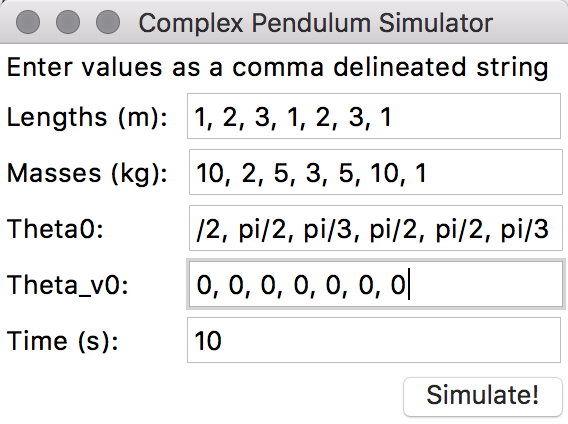 Complex Pendulum Simulator
Enter values as a comma delineated string
Lengths (m): 1, 2, 3, 1, 2, 3, 1
Masses (kg): 10, 2, 5, 3, 5, 10, 1
Theta0: /2, pi/2, pi/3, pi/2, pi/2, pi/3
Theta_v0: 0, 0, 0, 0, 0, 0, 0
Time (s): 10
Simulate!